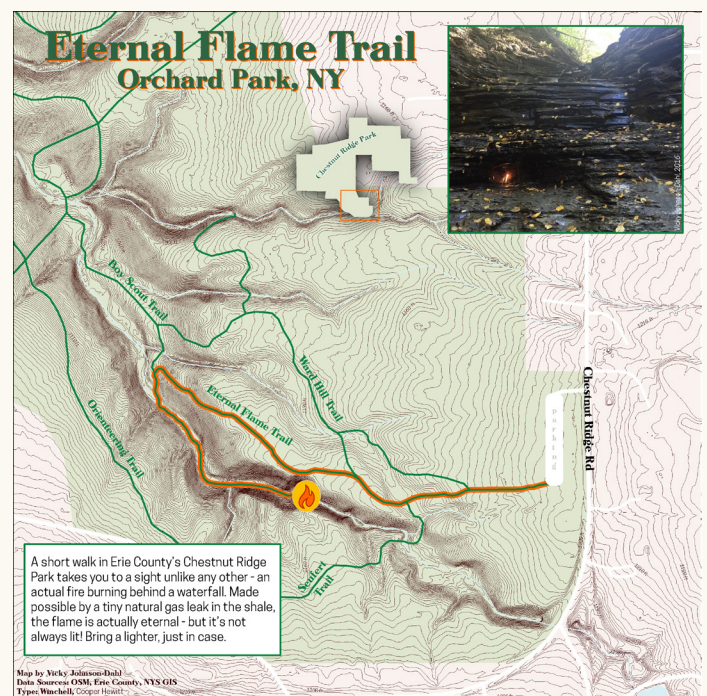 Eternal Flame Trail
Orchard Park, NY
Chestnut Ridge Park
Boy Scout Trail
Ward Hill Trail
Eternal Flame Trail
Orienteering Trail
parking
Chestnut Ridge Rd
Seufert
Trail
A short walk in Erie County's Chestnut Ridge
Park takes you to a sight unlike any other - an
actual fire burning behind a waterfall. Made
possible by a tiny natural gas leak in the shale,
the flame is actually eternal - but it's not
always lit! Bring a lighter, just in case.
Map by Vicky Johnson-Dahl
Data Sources: OSM, Erie County, NYS GIS
Type: Winchell, Cooper Hewitt